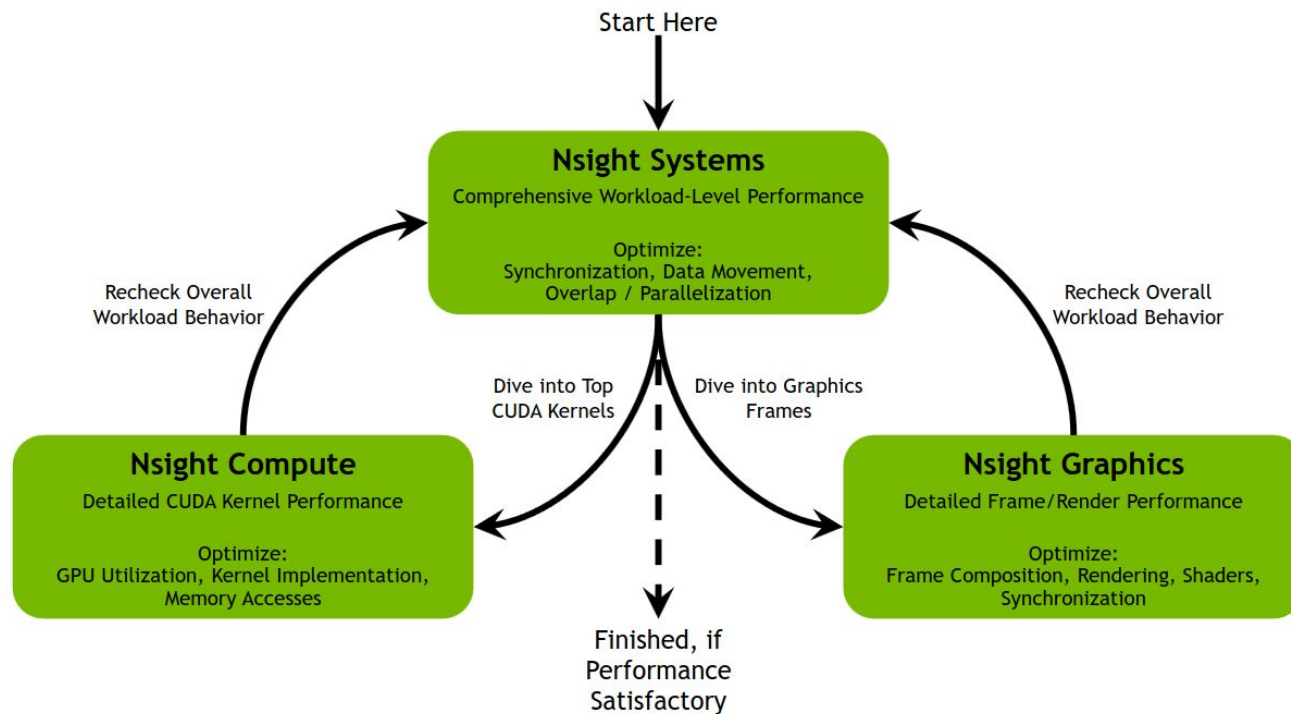 Start Here
Nsight Systems
Comprehensive Workload-Level Performance
Optimize:
Synchronization, Data Movement,
Overlap / Parallelization
Recheck Overall
Workload Behavior
Recheck Overall
Workload Behavior
Dive into Top
CUDA Kernels
Dive into Graphics
Frames
Nsight Compute
Detailed CUDA Kernel Performance
Optimize:
GPU Utilization, Kernel Implementation,
Memory Accesses
Nsight Graphics
Detailed Frame/Render Performance
Optimize:
Frame Composition, Rendering, Shaders,
Synchronization
Finished, if
Performance
Satisfactory